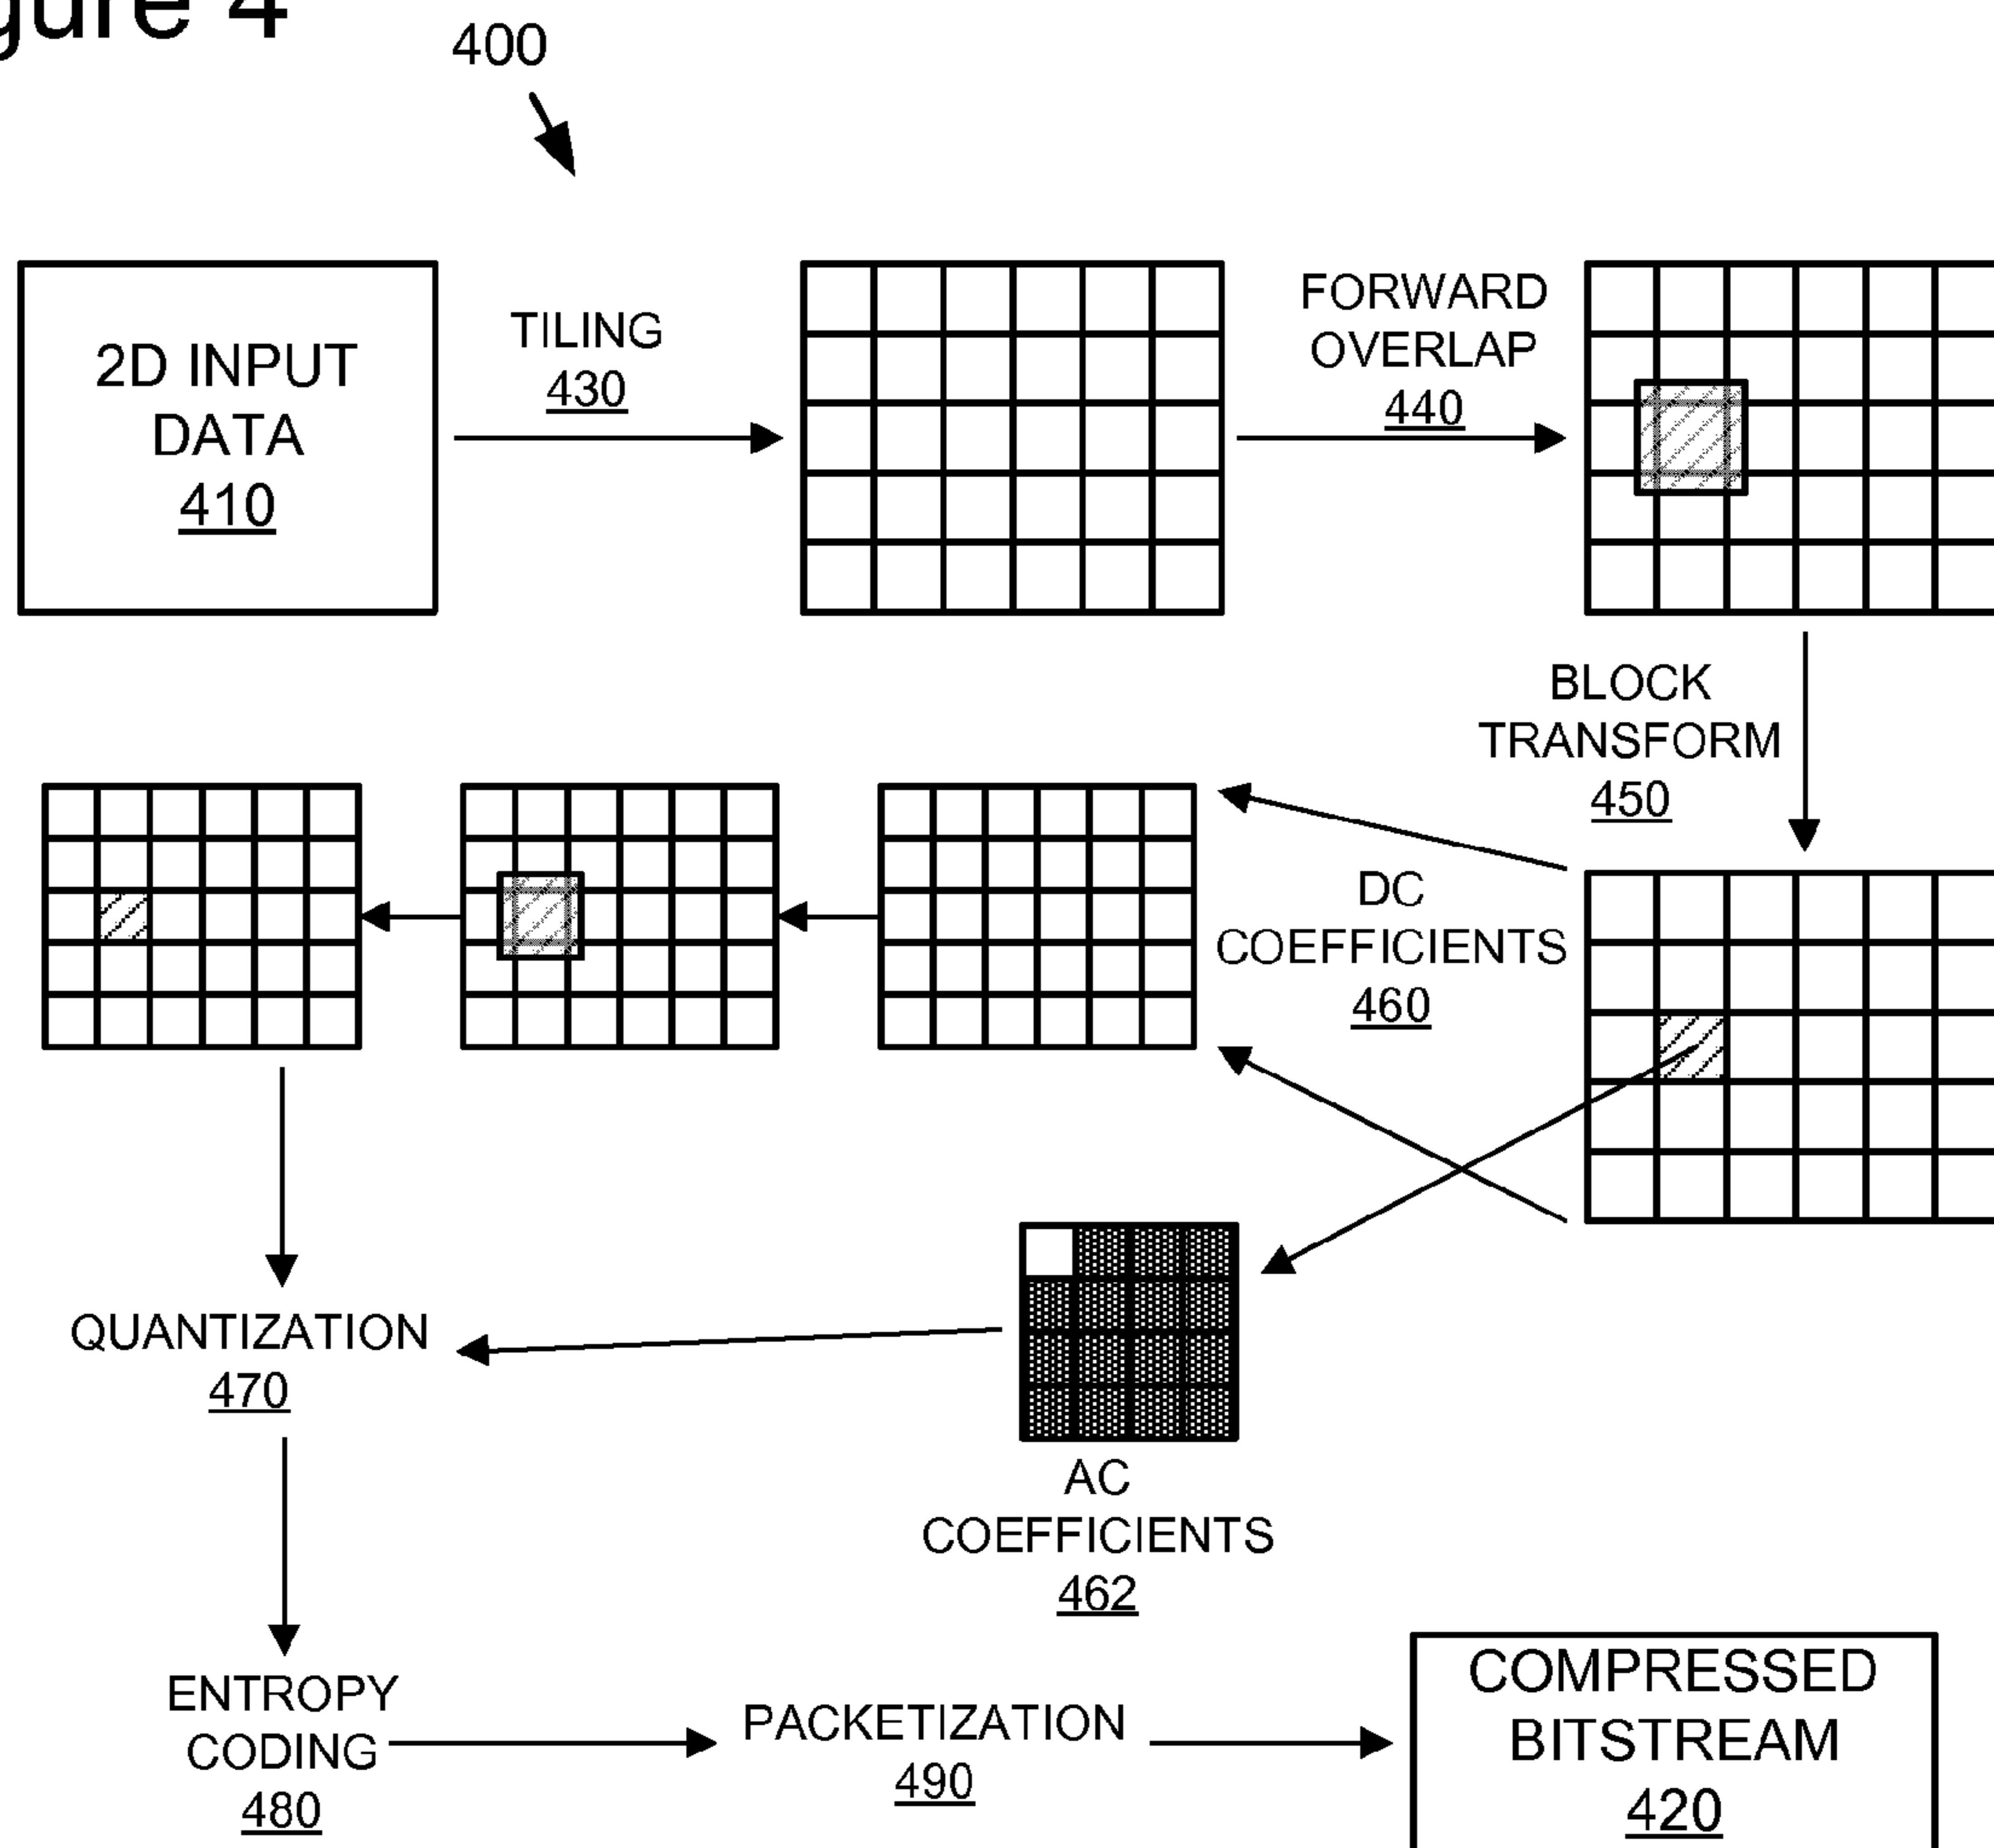 gure 4
400
2D INPUT
DATA
410
TILING
430
FORWARD
OVERLAP
440
BLOCK
TRANSFORM
450
DC
COEFFICIENTS
460
QUANTIZATION
470
AC
COEFFICIENTS
462
ENTROPY
CODING
480
PACKETIZATION
490
COMPRESSED
BITSTREAM
420